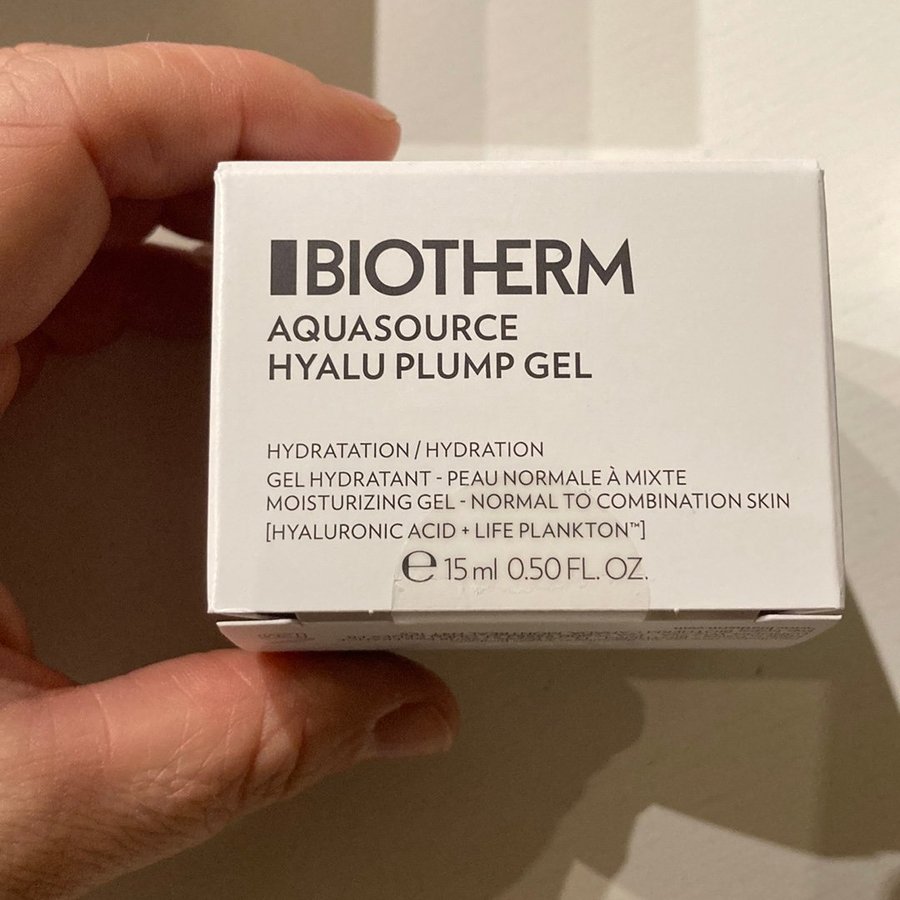 BIOTHERM
AQUASOURCE
HYALU PLUMP GEL
HYDRATATION / HYDRATION
GEL HYDRATANT - PEAU NORMALE À MIXTE
MOISTURIZING GEL - NORMAL TO COMBINATION SKIN
[HYALURONIC ACID + LIFE PLANKTON™]
℮ 15 ml 0.50 FL. OZ.